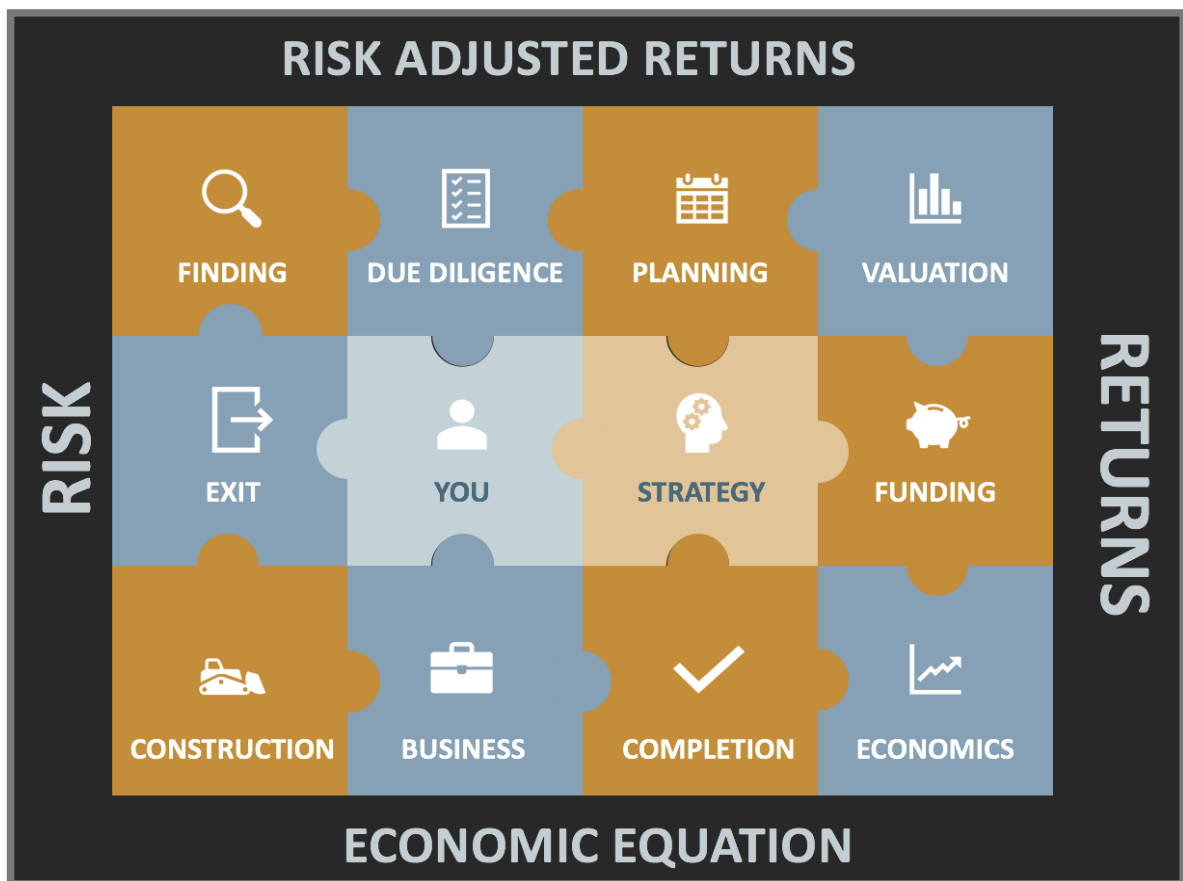 RISK ADJUSTED RETURNS
FINDING
DUE DILIGENCE
PLANNING
VALUATION
RISK
EXIT
YOU
STRATEGY
FUNDING
RETURNS
CONSTRUCTION
BUSINESS
COMPLETION
ECONOMICS
ECONOMIC EQUATION